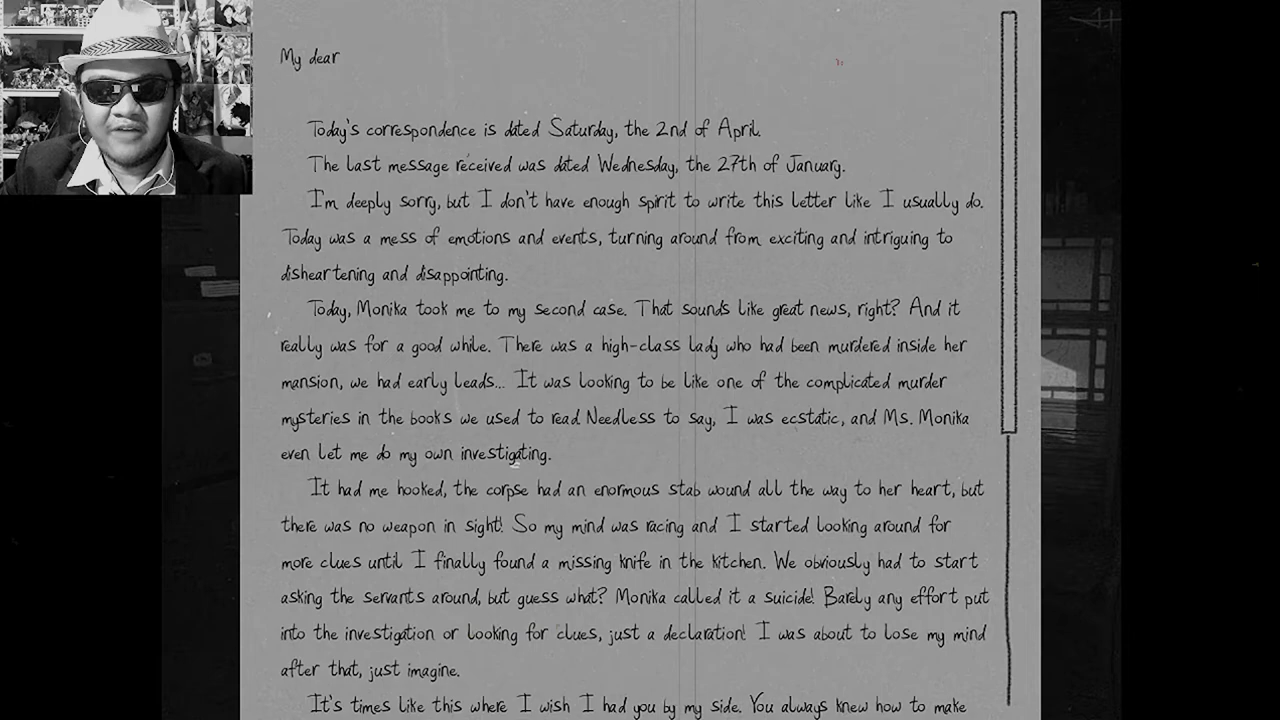 My dear
Today's correspondence is dated Saturday, the 2nd of April.
The last message received was dated Wednesday, the 27th of January.
I'm deeply sorry, but I don't have enough spirit to write this letter like I usually do.
Today was a mess of emotions and events, turning around from exciting and intriguing to
disheartening and disappointing.
Today, Monika took me to my second case. That sounds like great news, right? And it
really was for a good while. There was a high-class lady who had been murdered inside her
mansion, we had early leads... It was looking to be like one of the complicated murder
mysteries in the books we used to read Needless to say, I was ecstatic, and Ms. Monika
even let me do my own investigating.
It had me hooked, the corpse had an enormous stab wound all the way to her heart, but
there was no weapon in sight! So my mind was racing and I started looking around for
more clues until I finally found a missing knife in the kitchen. We obviously had to start
asking the servants around, but guess what? Monika called it a suicide! Barely any effort put
into the investigation or looking for clues, just a declaration! I was about to lose my mind
after that, just imagine.
It's times like this where I wish I had you by my side. You always knew how to make